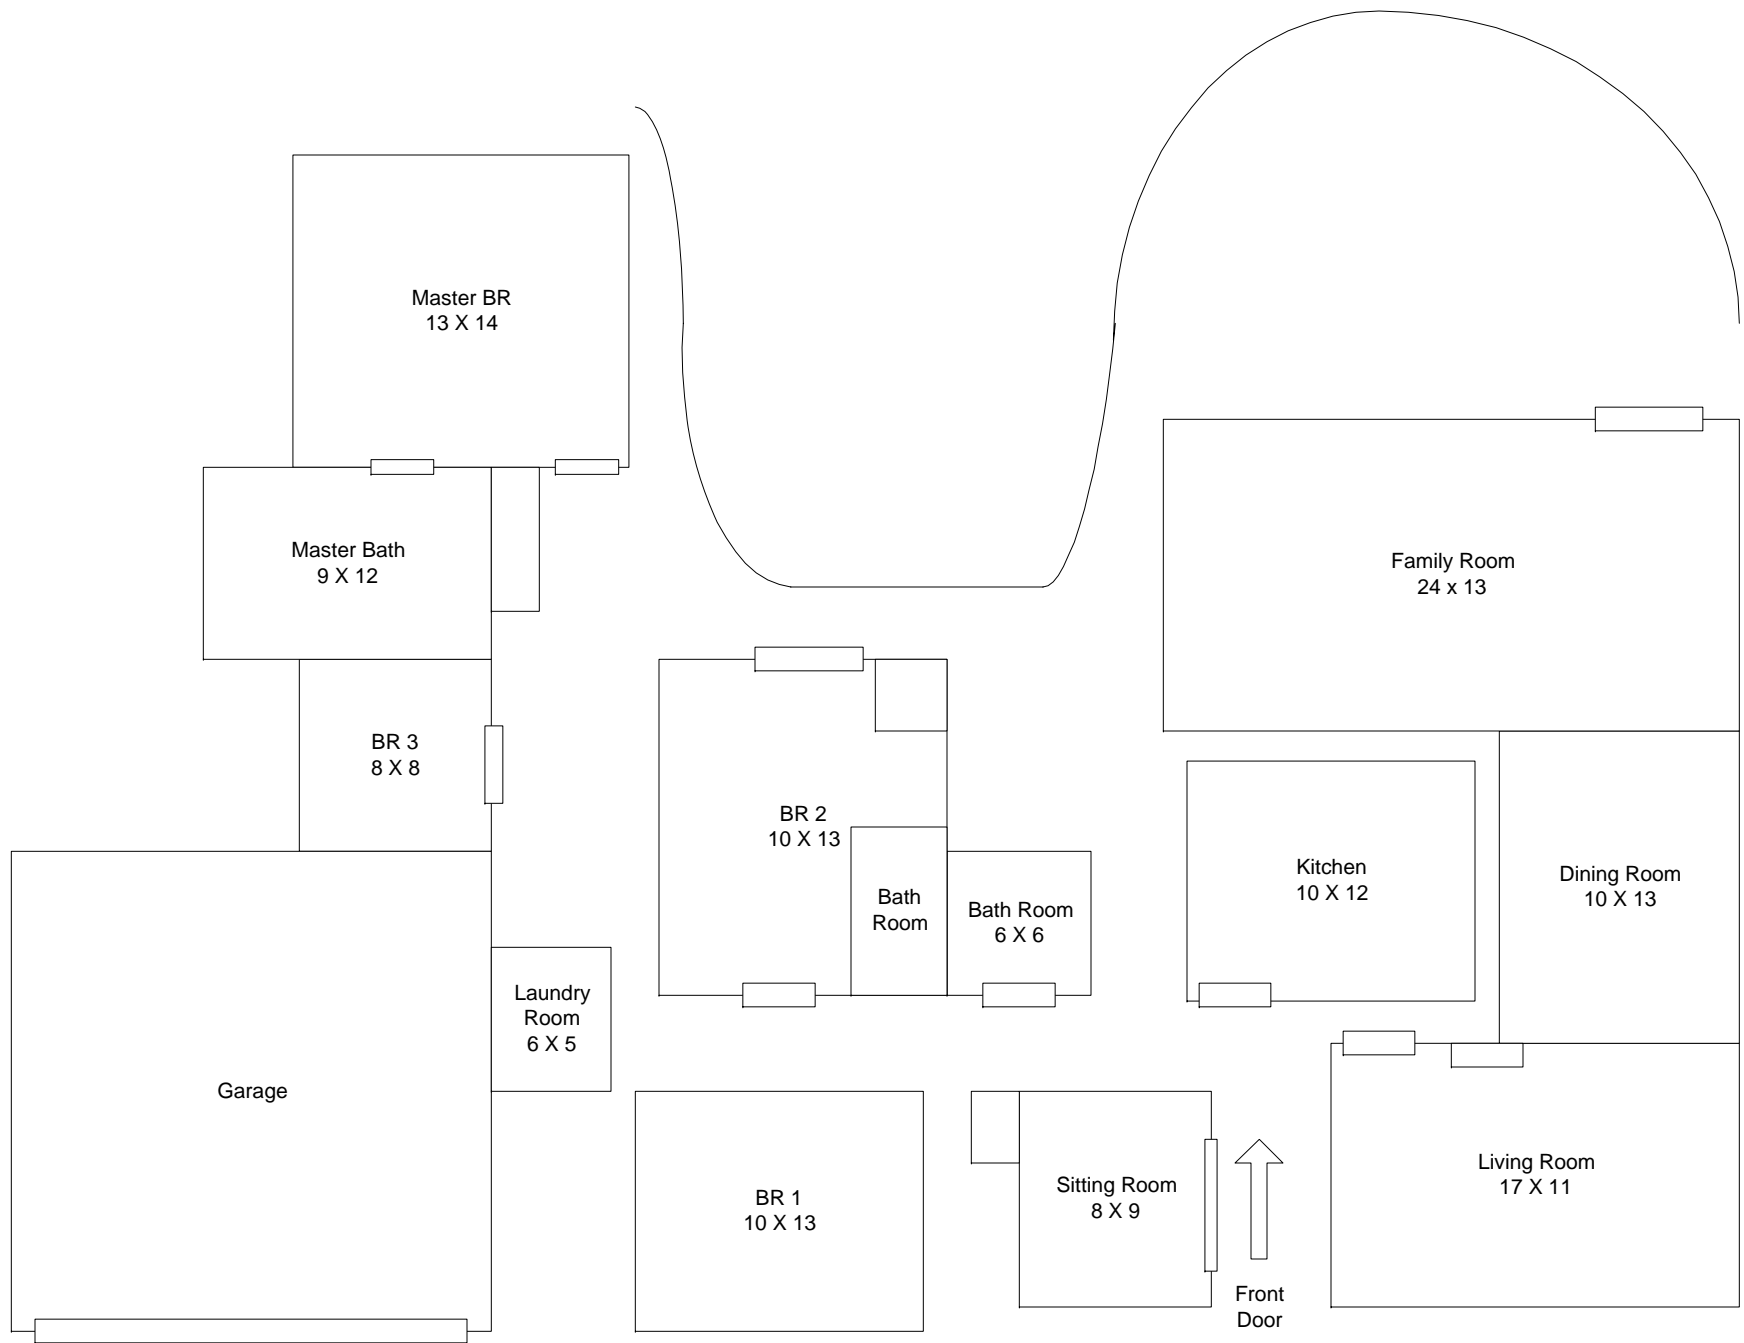 Master BR
13 X 14
Master Bath
9 X 12
Family Room
24 x 13
BR 3
8 X 8
BR 2
10 X 13
Kitchen
10 X 12
Dining Room
10 X 13
Bath
Room
Bath Room
6 X 6
Laundry
Room
6 X 5
Garage
BR 1
10 X 13
Sitting Room
8 X 9
Living Room
17 X 11
Front
Door